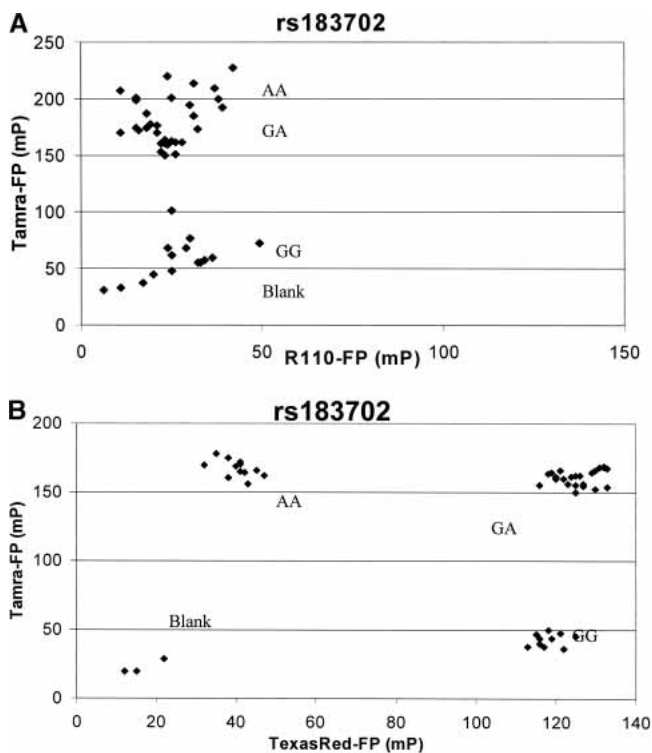 A
rs183702
250
200
150
100
50
0
Tamra-FP (mP)
AA
GA
GG
Blank
0
50
100
150
R110-FP (mP)
B
rs183702
200
150
100
50
0
Tamra-FP (mP)
AA
GA
Blank
GG
0
20
40
60
80
100
120
140
TexasRed-FP (mP)